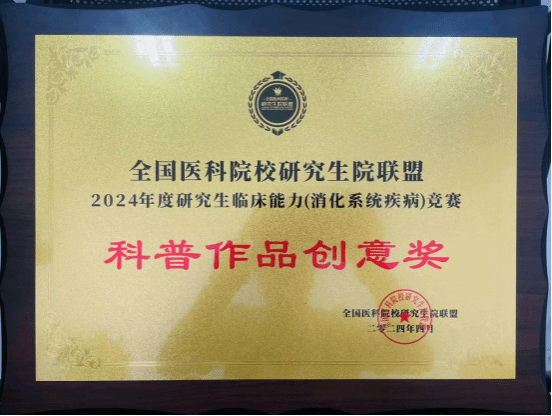 全国医科院校研究生院联盟
2024年度研究生临床能力(消化系统疾病)竞赛
科普作品创意奖
全国医科院校研究生院联盟
二〇二四年四月